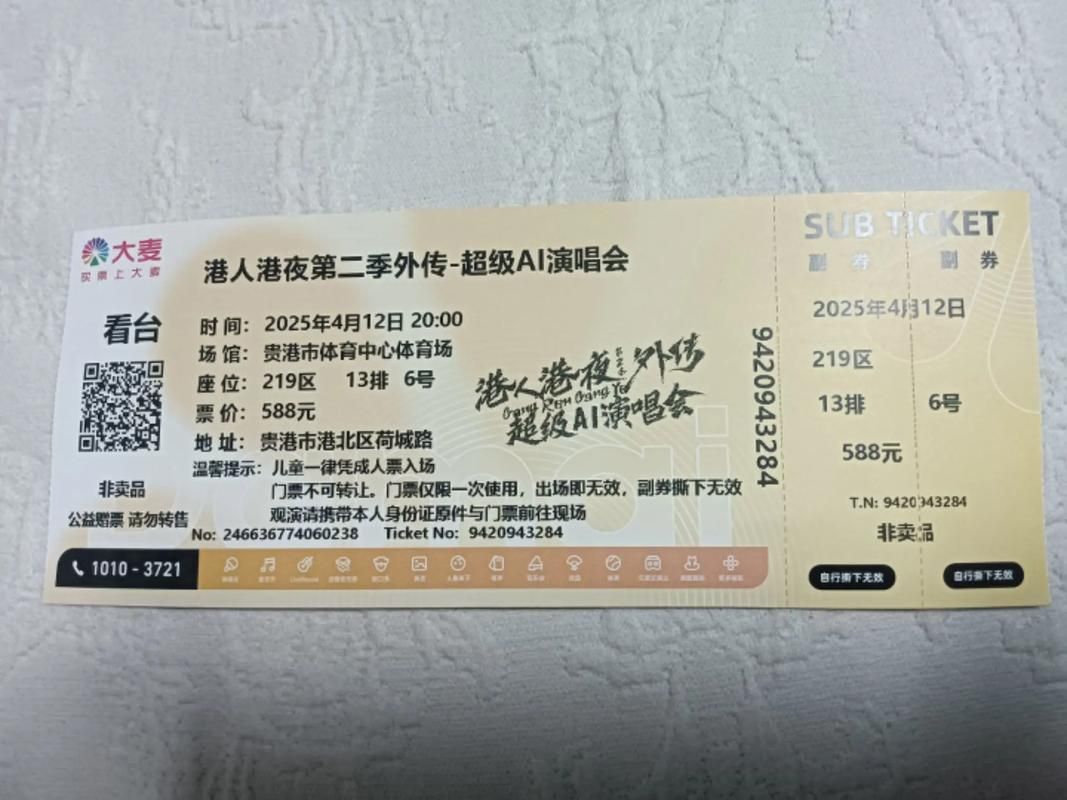 大麦
买票上大麦
看台
非卖品
公益赠票 请勿转售
1010 - 3721
港人港夜第二季外传-超级AI演唱会
时间： 2025年4月12日 20:00
场馆： 贵港市体育中心体育场
座位： 219区 13排 6号
票价： 588元
地址： 贵港市港北区荷城路
温馨提示： 儿童一律凭成人票入场
门票不可转让。门票仅限一次使用，出场即无效，副券撕下无效
观演请携带本人身份证原件与门票前往现场
No: 246636774060238 Ticket No: 9420943284
港人港夜 外传
Gang Ren Gang Ye
超级AI演唱会
9420943284
SUB TICKET
副 券 副 券
2025年4月12日
219区
13排 6号
588元
T.N: 9420943284
非卖品
自行撕下无效 自行撕下无效